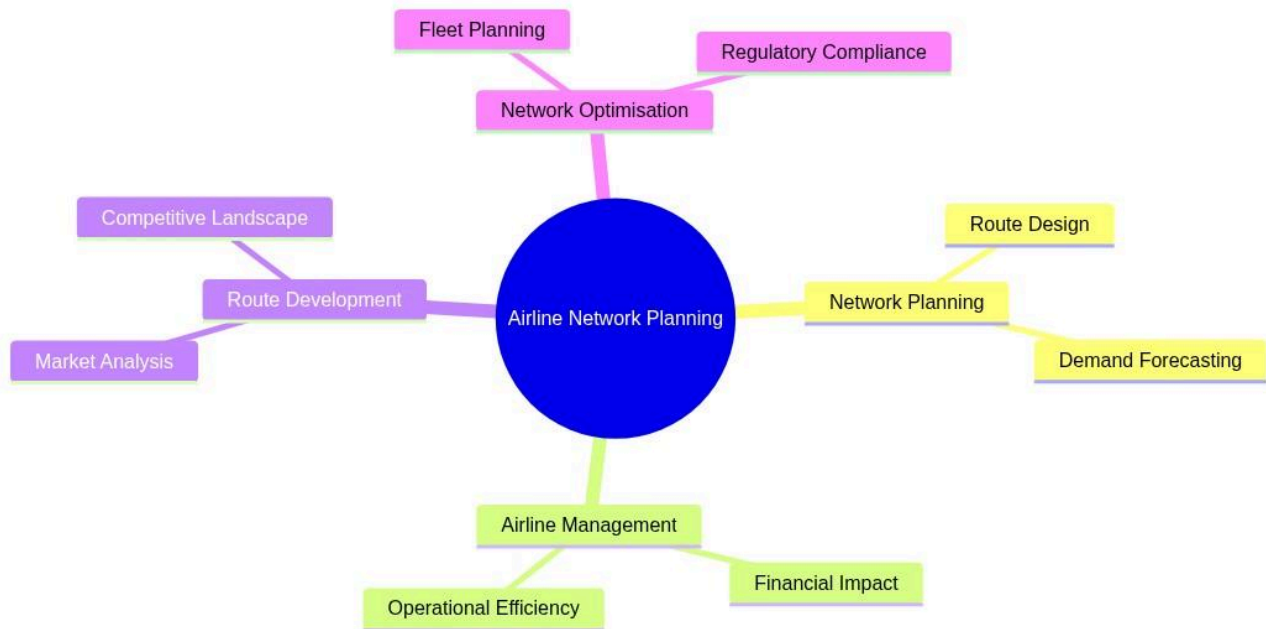 Fleet Planning
Regulatory Compliance
Network Optimisation
Competitive Landscape
Route Design
Route Development
Network Planning
Airline Network Planning
Market Analysis
Demand Forecasting
Airline Management
Financial Impact
Operational Efficiency